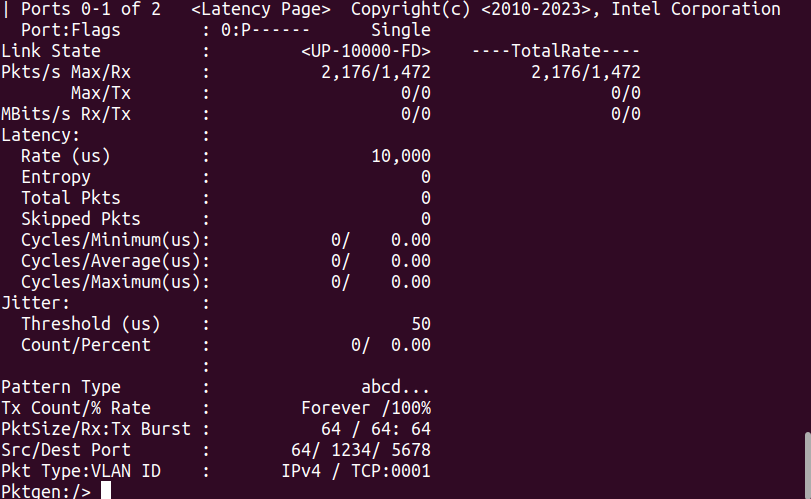 | Ports 0-1 of 2   <Latency Page>  Copyright(c) <2010-2023>, Intel Corporation
  Port:Flags        : 0:P------      Single
Link State          :         <UP-10000-FD>    ----TotalRate----
Pkts/s Max/Rx       :           2,176/1,472          2,176/1,472
       Max/Tx       :                   0/0                  0/0
MBits/s Rx/Tx       :                   0/0                  0/0
Latency:            :
  Rate (us)         :                10,000
  Entropy           :                     0
  Total Pkts        :                     0
  Skipped Pkts      :                     0
  Cycles/Minimum(us):            0/    0.00
  Cycles/Average(us):            0/    0.00
  Cycles/Maximum(us):            0/    0.00
Jitter:             :
  Threshold (us)    :                    50
  Count/Percent     :              0/  0.00
                    :
Pattern Type        :               abcd...
Tx Count/% Rate     :         Forever /100%
PktSize/Rx:Tx Burst :           64 / 64: 64
Src/Dest Port       :        64/ 1234/ 5678
Pkt Type:VLAN ID    :       IPv4 / TCP:0001
Pktgen:/>